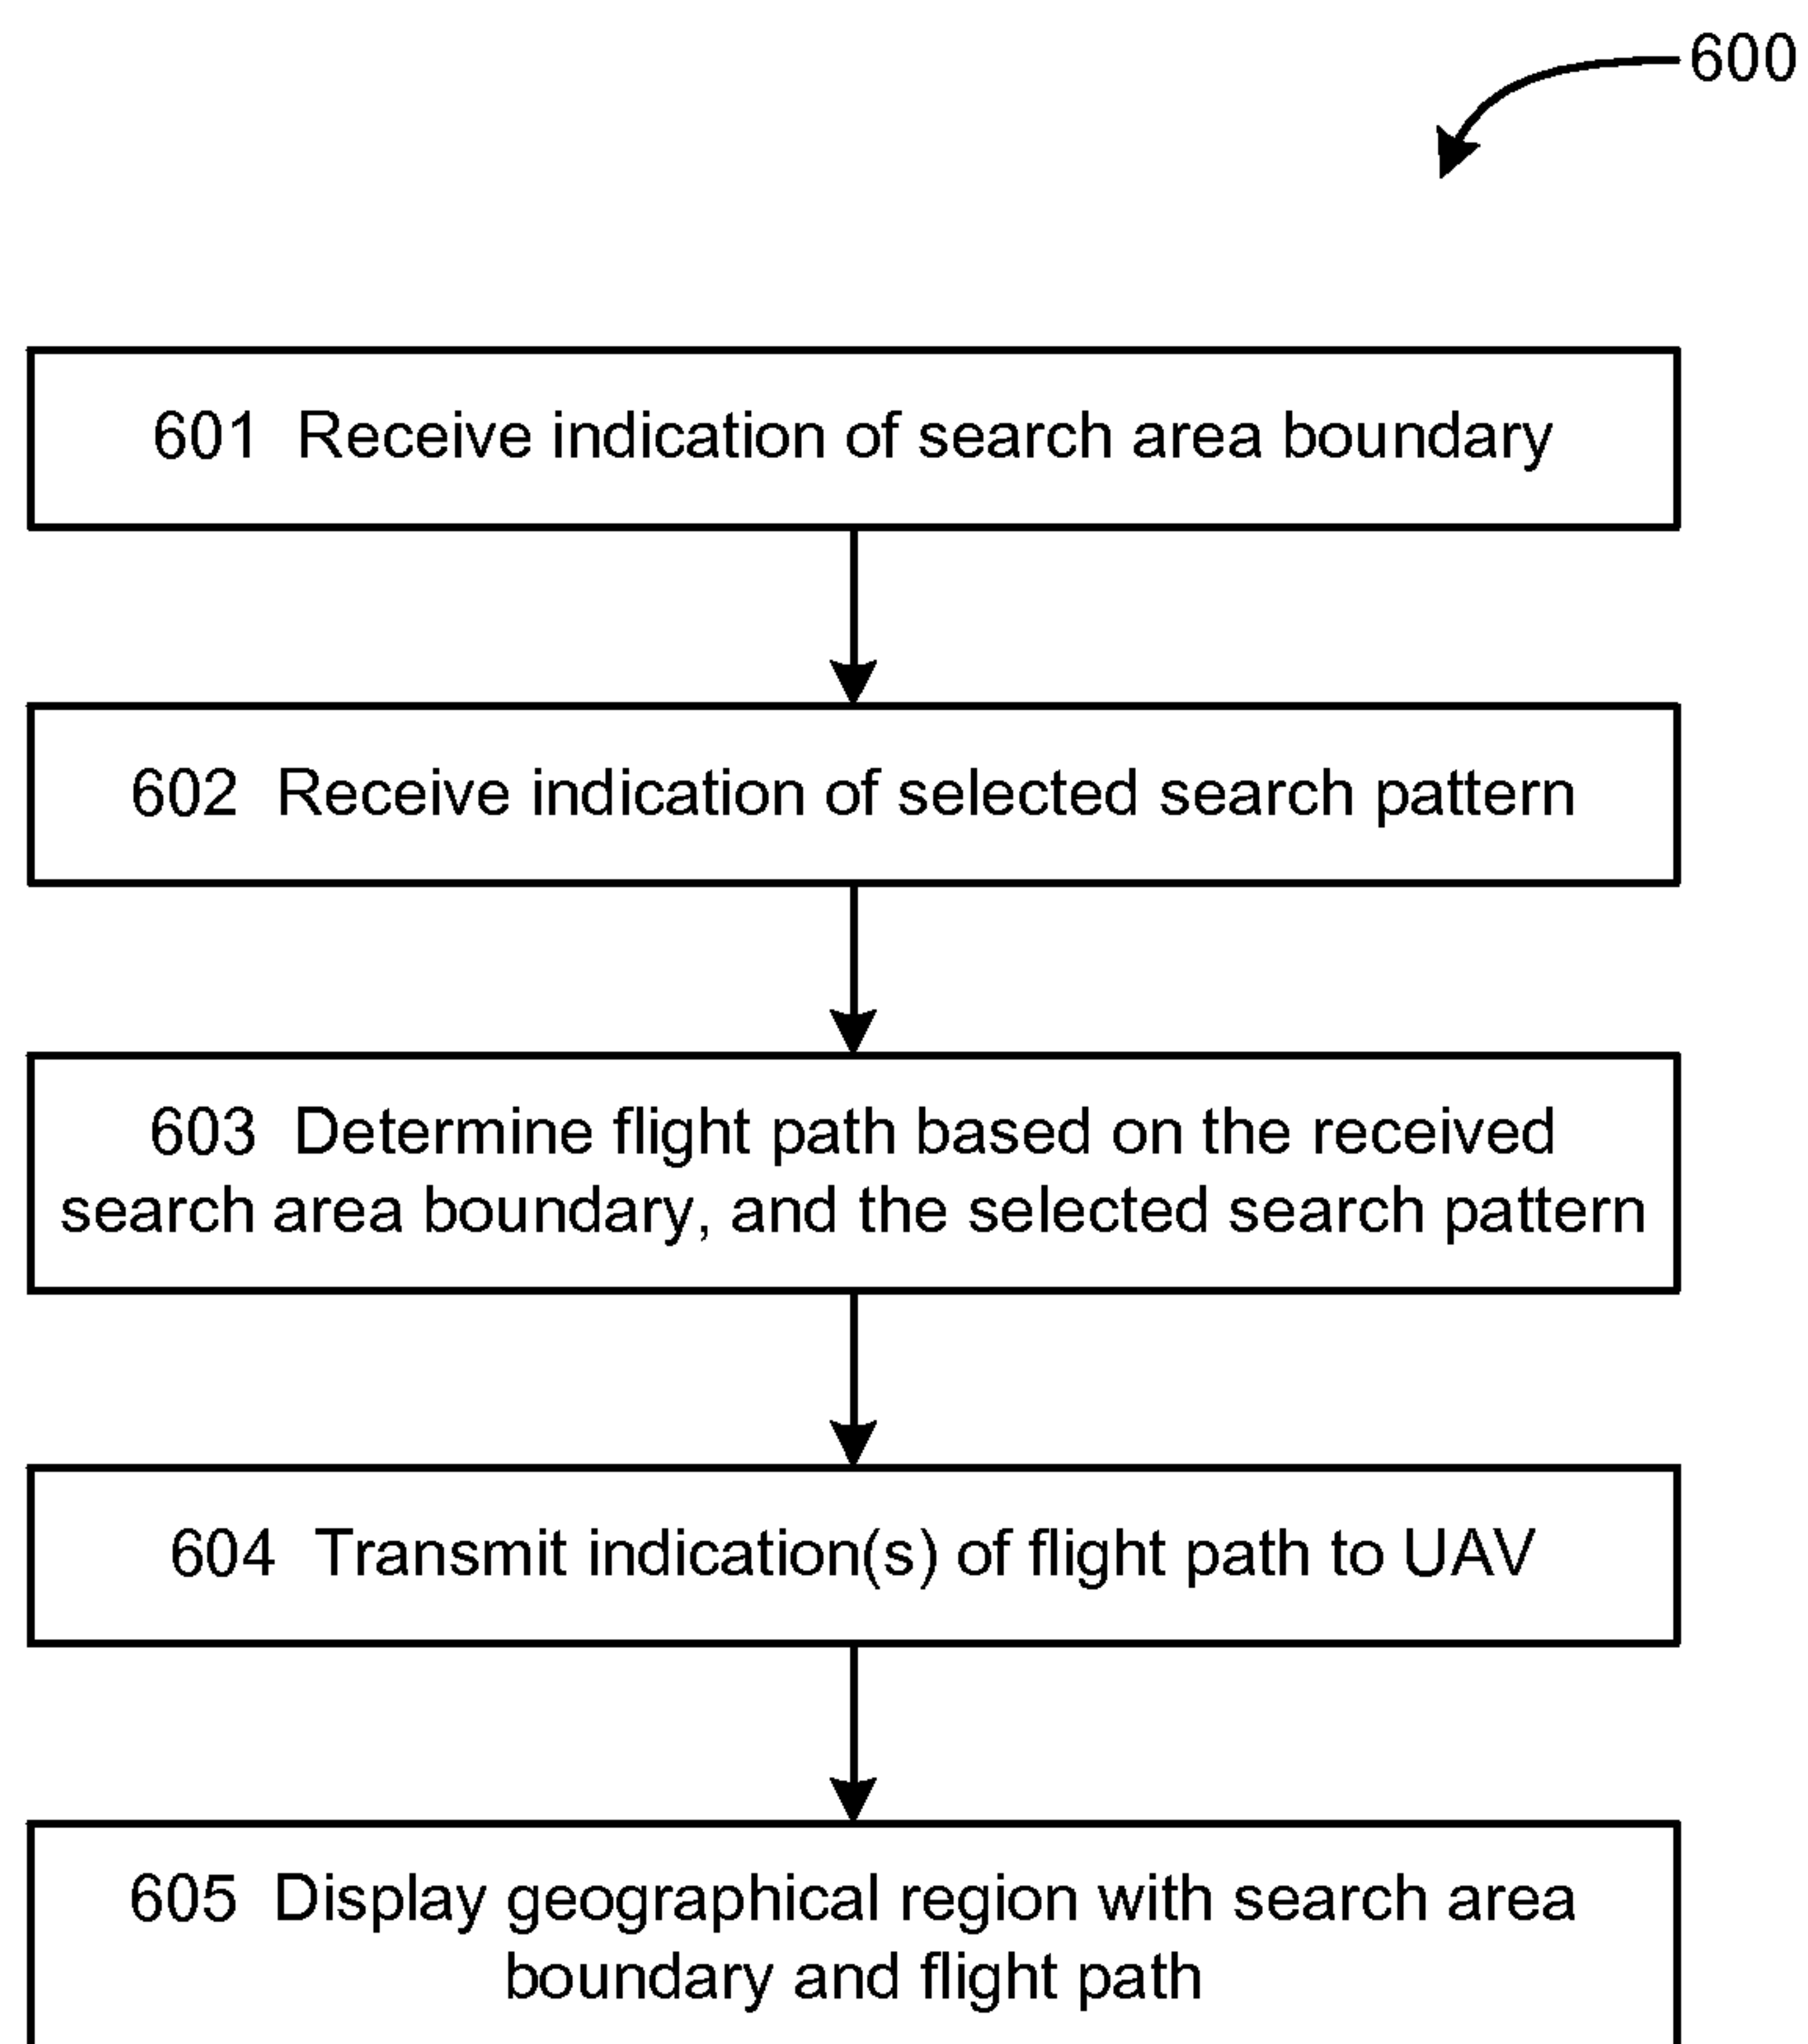 600
601 Receive indication of search area boundary
602 Receive indication of selected search pattern
603 Determine flight path based on the received
search area boundary, and the selected search pattern
604 Transmit indication(s) of flight path to UAV
605 Display geographical region with search area
boundary and flight path